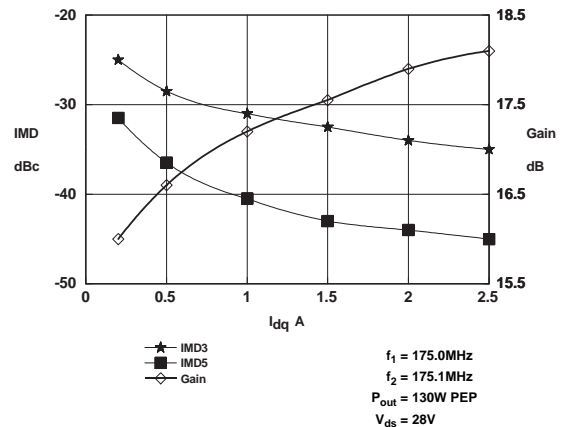 -20
-30
-40
-50
IMD
dBc
18.5
17.5
16.5
15.5
Gain
dB
0
0.5
1
1.5
2
2.5
Idq A
IMD3
IMD5
Gain
f1 = 175.0MHz
f2 = 175.1MHz
Pout = 130W PEP
Vds = 28V